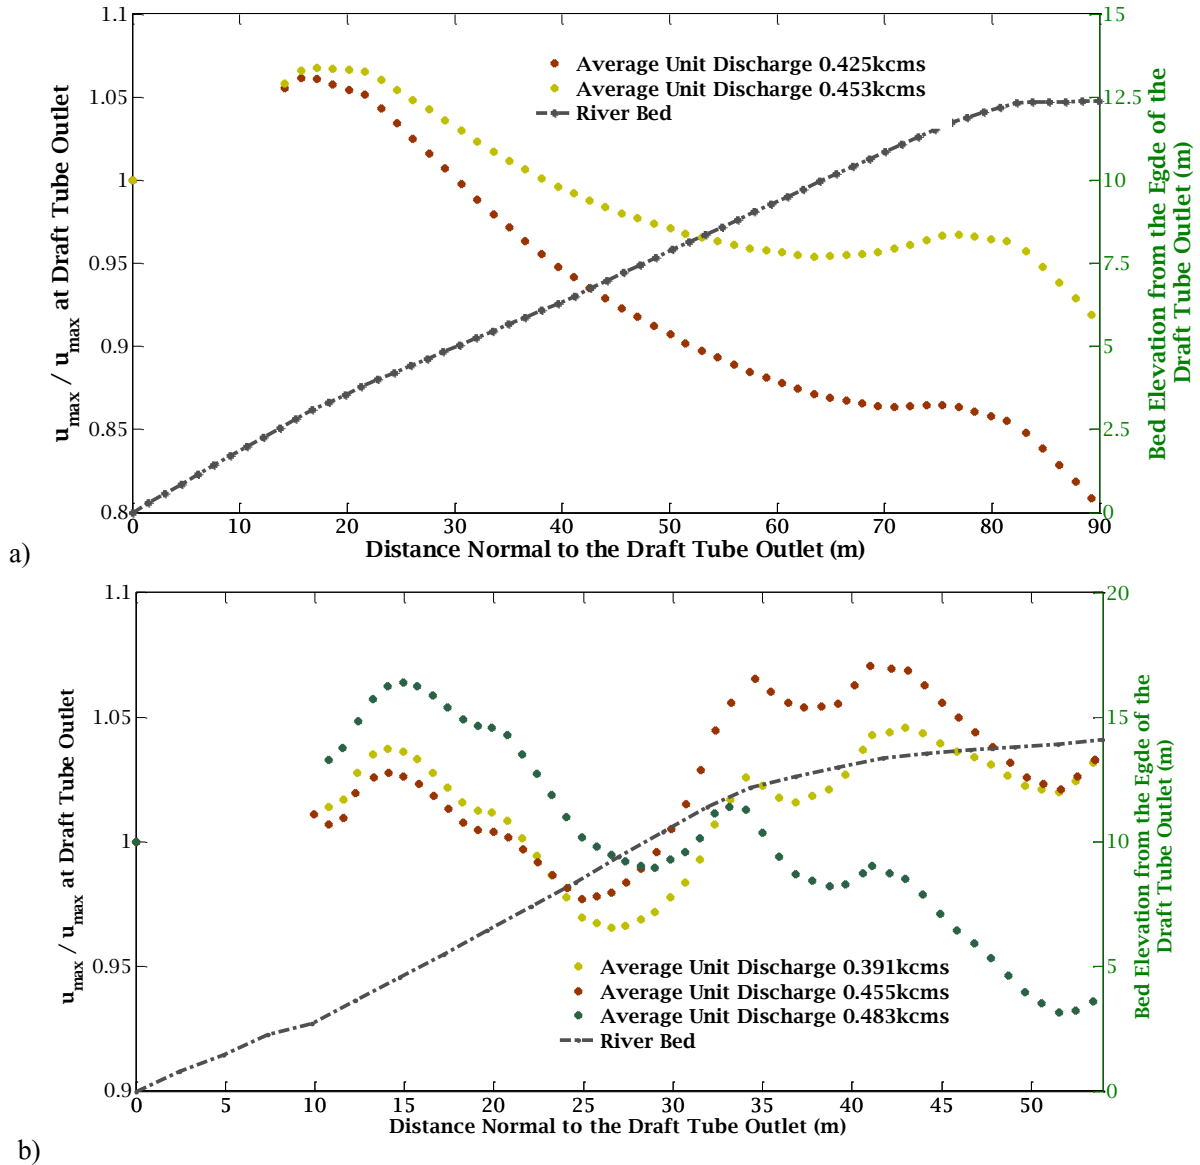 1.1
1.05
1
0.95
0.9
0.85
0.8
u_max / u_max at Draft Tube Outlet
Average Unit Discharge 0.425kcms
Average Unit Discharge 0.453kcms
River Bed
15
12.5
10
7.5
5
2.5
0
Bed Elevation from the Egde of the
Draft Tube Outlet (m)
0 10 20 30 40 50 60 70 80 90
Distance Normal to the Draft Tube Outlet (m)
a)
1.1
1.05
1
0.95
0.9
u_max / u_max at Draft Tube Outlet
Average Unit Discharge 0.391kcms
Average Unit Discharge 0.455kcms
Average Unit Discharge 0.483kcms
River Bed
20
15
10
5
0
Bed Elevation from the Egde of the
Draft Tube Outlet (m)
0 5 10 15 20 25 30 35 40 45 50
Distance Normal to the Draft Tube Outlet (m)
b)